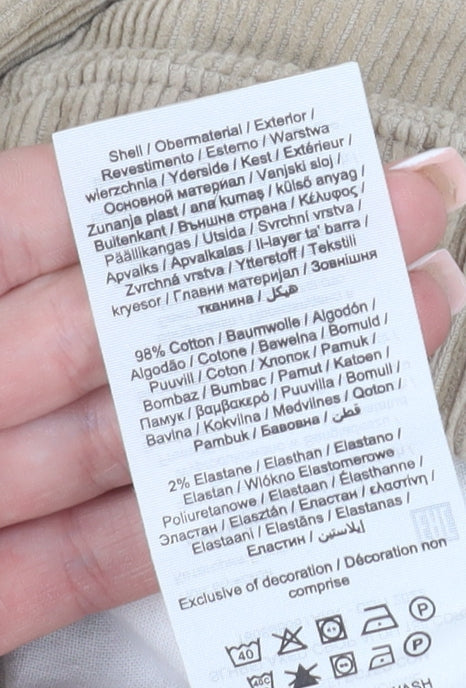 Shell / Obermaterial / Exterior /
Revestimento / Esterno / Warstwa
wierzchnia / Yderside / Kest / Extérieur /
Основной материал / Vanjski sloj /
Zunanja plast / ana kumaş / külső anyag /
Buitenkant / Външна страна / Κέλυφος /
Päällikangas / Utsida / Svrchní vrstva /
Apvalks / Apvalkalas / Il-layer ta' barra /
Zvrchná vrstva / Ytterstoff / Tekstili
kryesor / Главни материјал / Зовнішня
тканина / هيكل
98% Cotton / Baumwolle / Algodón /
Algodão / Cotone / Bawełna / Bomuld /
Puuvill / Coton / Хлопок / Pamuk /
Bombaz / Bumbac / Pamut / Katoen /
Памук / βαμβακερό / Puuvilla / Bomull /
Bavlna / Kokvilna / Medvilnes / Qoton /
Pambuk / Бавовна / قطن
2% Elastane / Elasthan / Elastano /
Elastan / Włókno Elastomerowe
Poliuretanowe / Elastaan / Élasthanne /
Эластан / Elasztán / Еластан / ελαστίνη /
Elastaani / Elastāns / Elastanas /
Еластин / إيلاستين
EAC
Exclusive of decoration / Décoration non
comprise
40 P
40C P
WASH